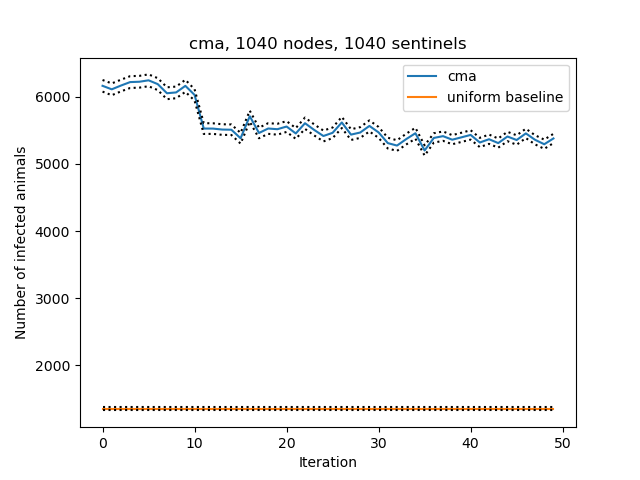 cma, 1040 nodes, 1040 sentinels
cma
uniform baseline
Number of infected animals
6000
5000
4000
3000
2000
0 10 20 30 40 50
Iteration